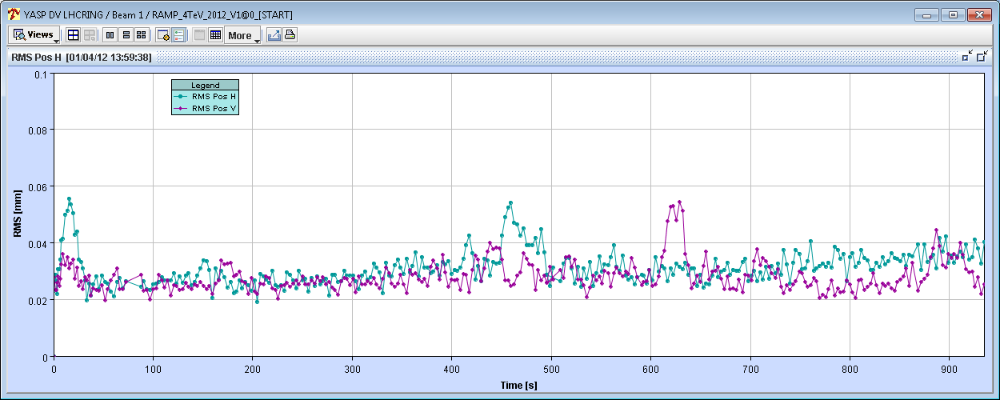 YASP DV LHCRING / Beam 1 / RAMP_4TeV_2012_V1@0_[START]
Views More
RMS Pos H [01/04/12 13:59:38]
Legend
RMS Pos H
RMS Pos V
0.1
0.08
0.06
0.04
0.02
0
RMS [mm]
0 100 200 300 400 500 600 700 800 900
Time [s]